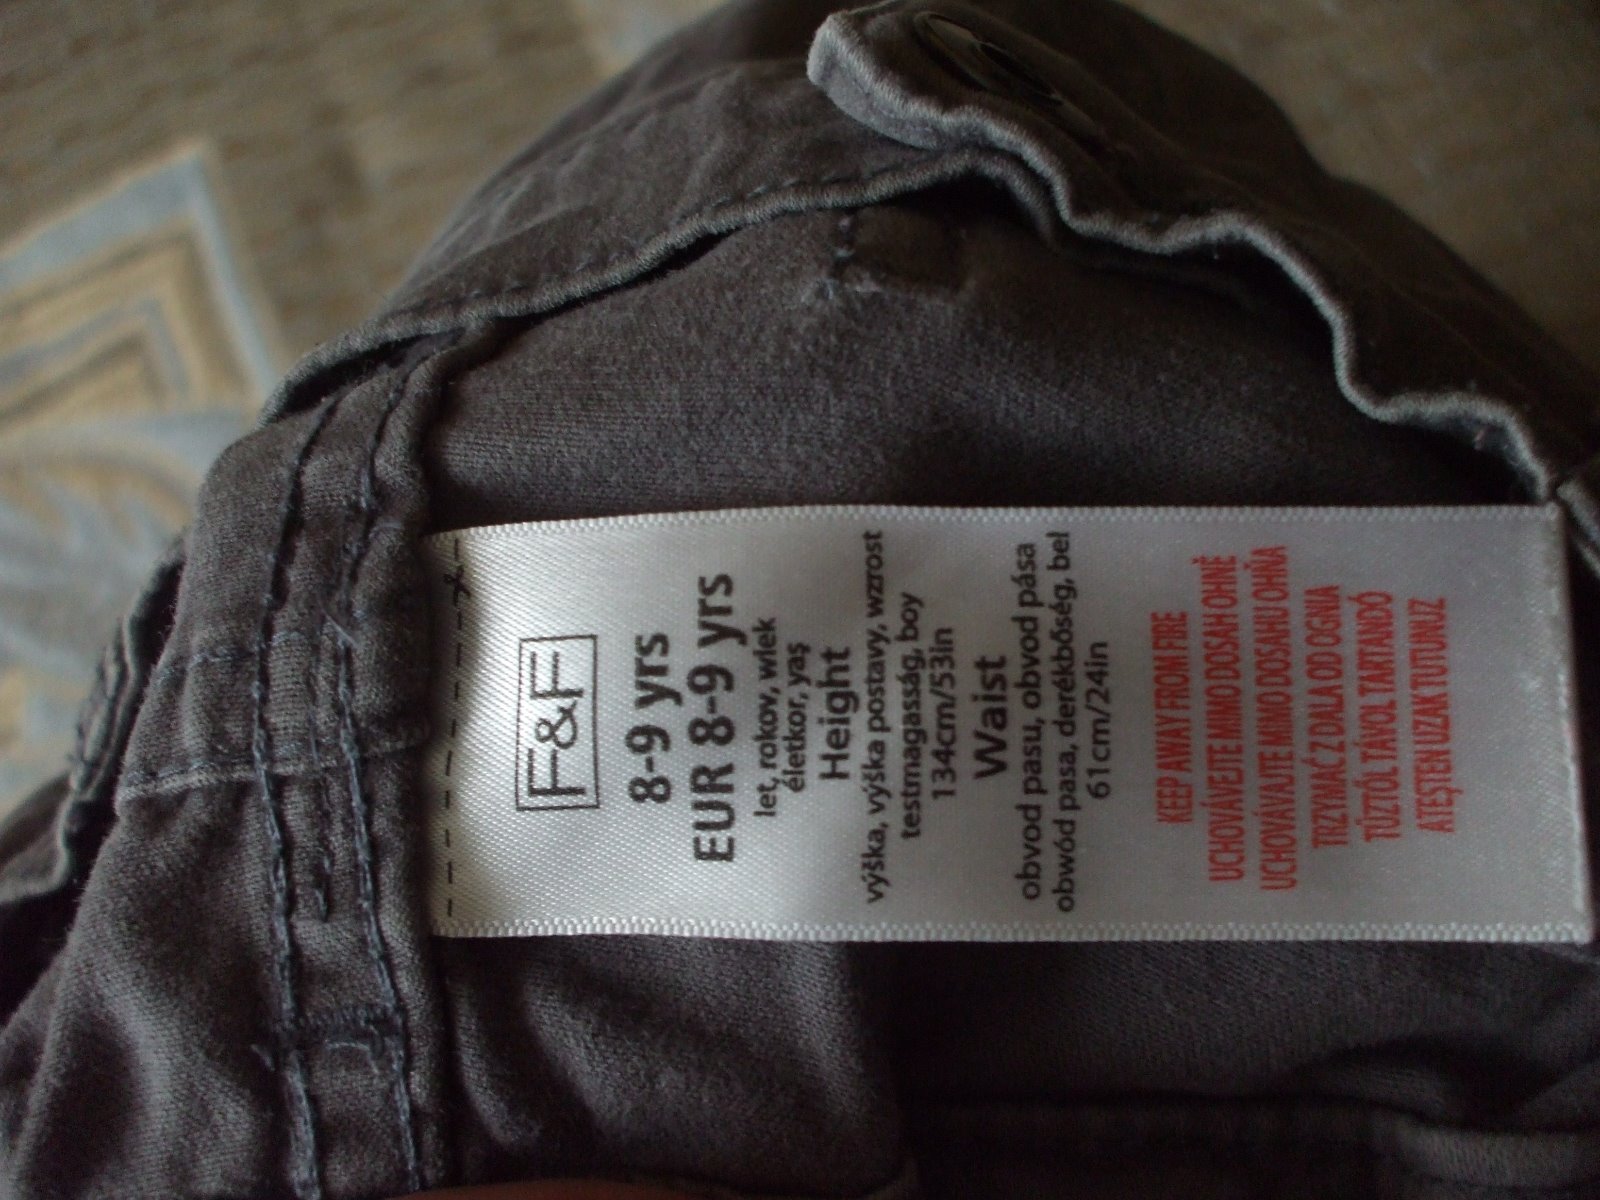 F&F
8-9 yrs
EUR 8-9 yrs
let, rokov, wiek
életkor, yaş
Height
výška, výška postavy, wzrost
testmagasság, boy
134cm/53in
Waist
obvod pasu, obvod pása
obwód pasa, derékbőség, bel
61cm/24in
KEEP AWAY FROM FIRE
UCHOVÁVEJTE MIMO DOSAH OHNĚ
UCHOVÁVAJTE MIMO DOSAHU OHŇA
TRZYMAĆ Z DALA OD OGNIA
TŰZTŐL TÁVOL TARTANDÓ
ATEŞTEN UZAK TUTUNUZ